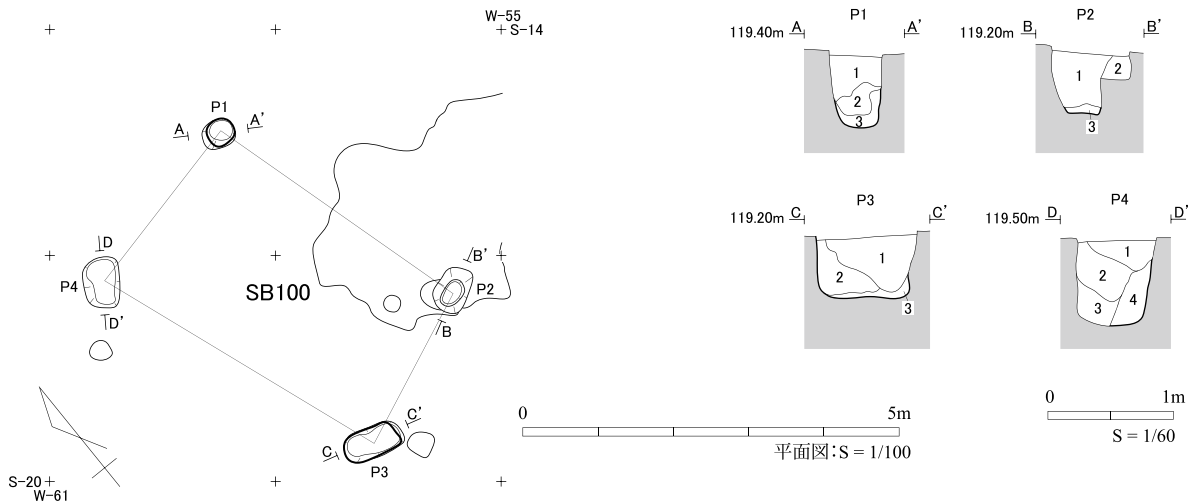 W-55
S-14
P1
A
A'
D
P4
D'
SB100
B'
P2
B
C'
C
P3
S-20
W-61
P1
119.40m
A
A'
1
2
3
P2
119.20m
B
B'
1
2
3
P3
119.20m
C
C'
1
2
3
P4
119.50m
D
D'
1
2
3
4
0
5m
平面図:S = 1/100
0
1m
S = 1/60